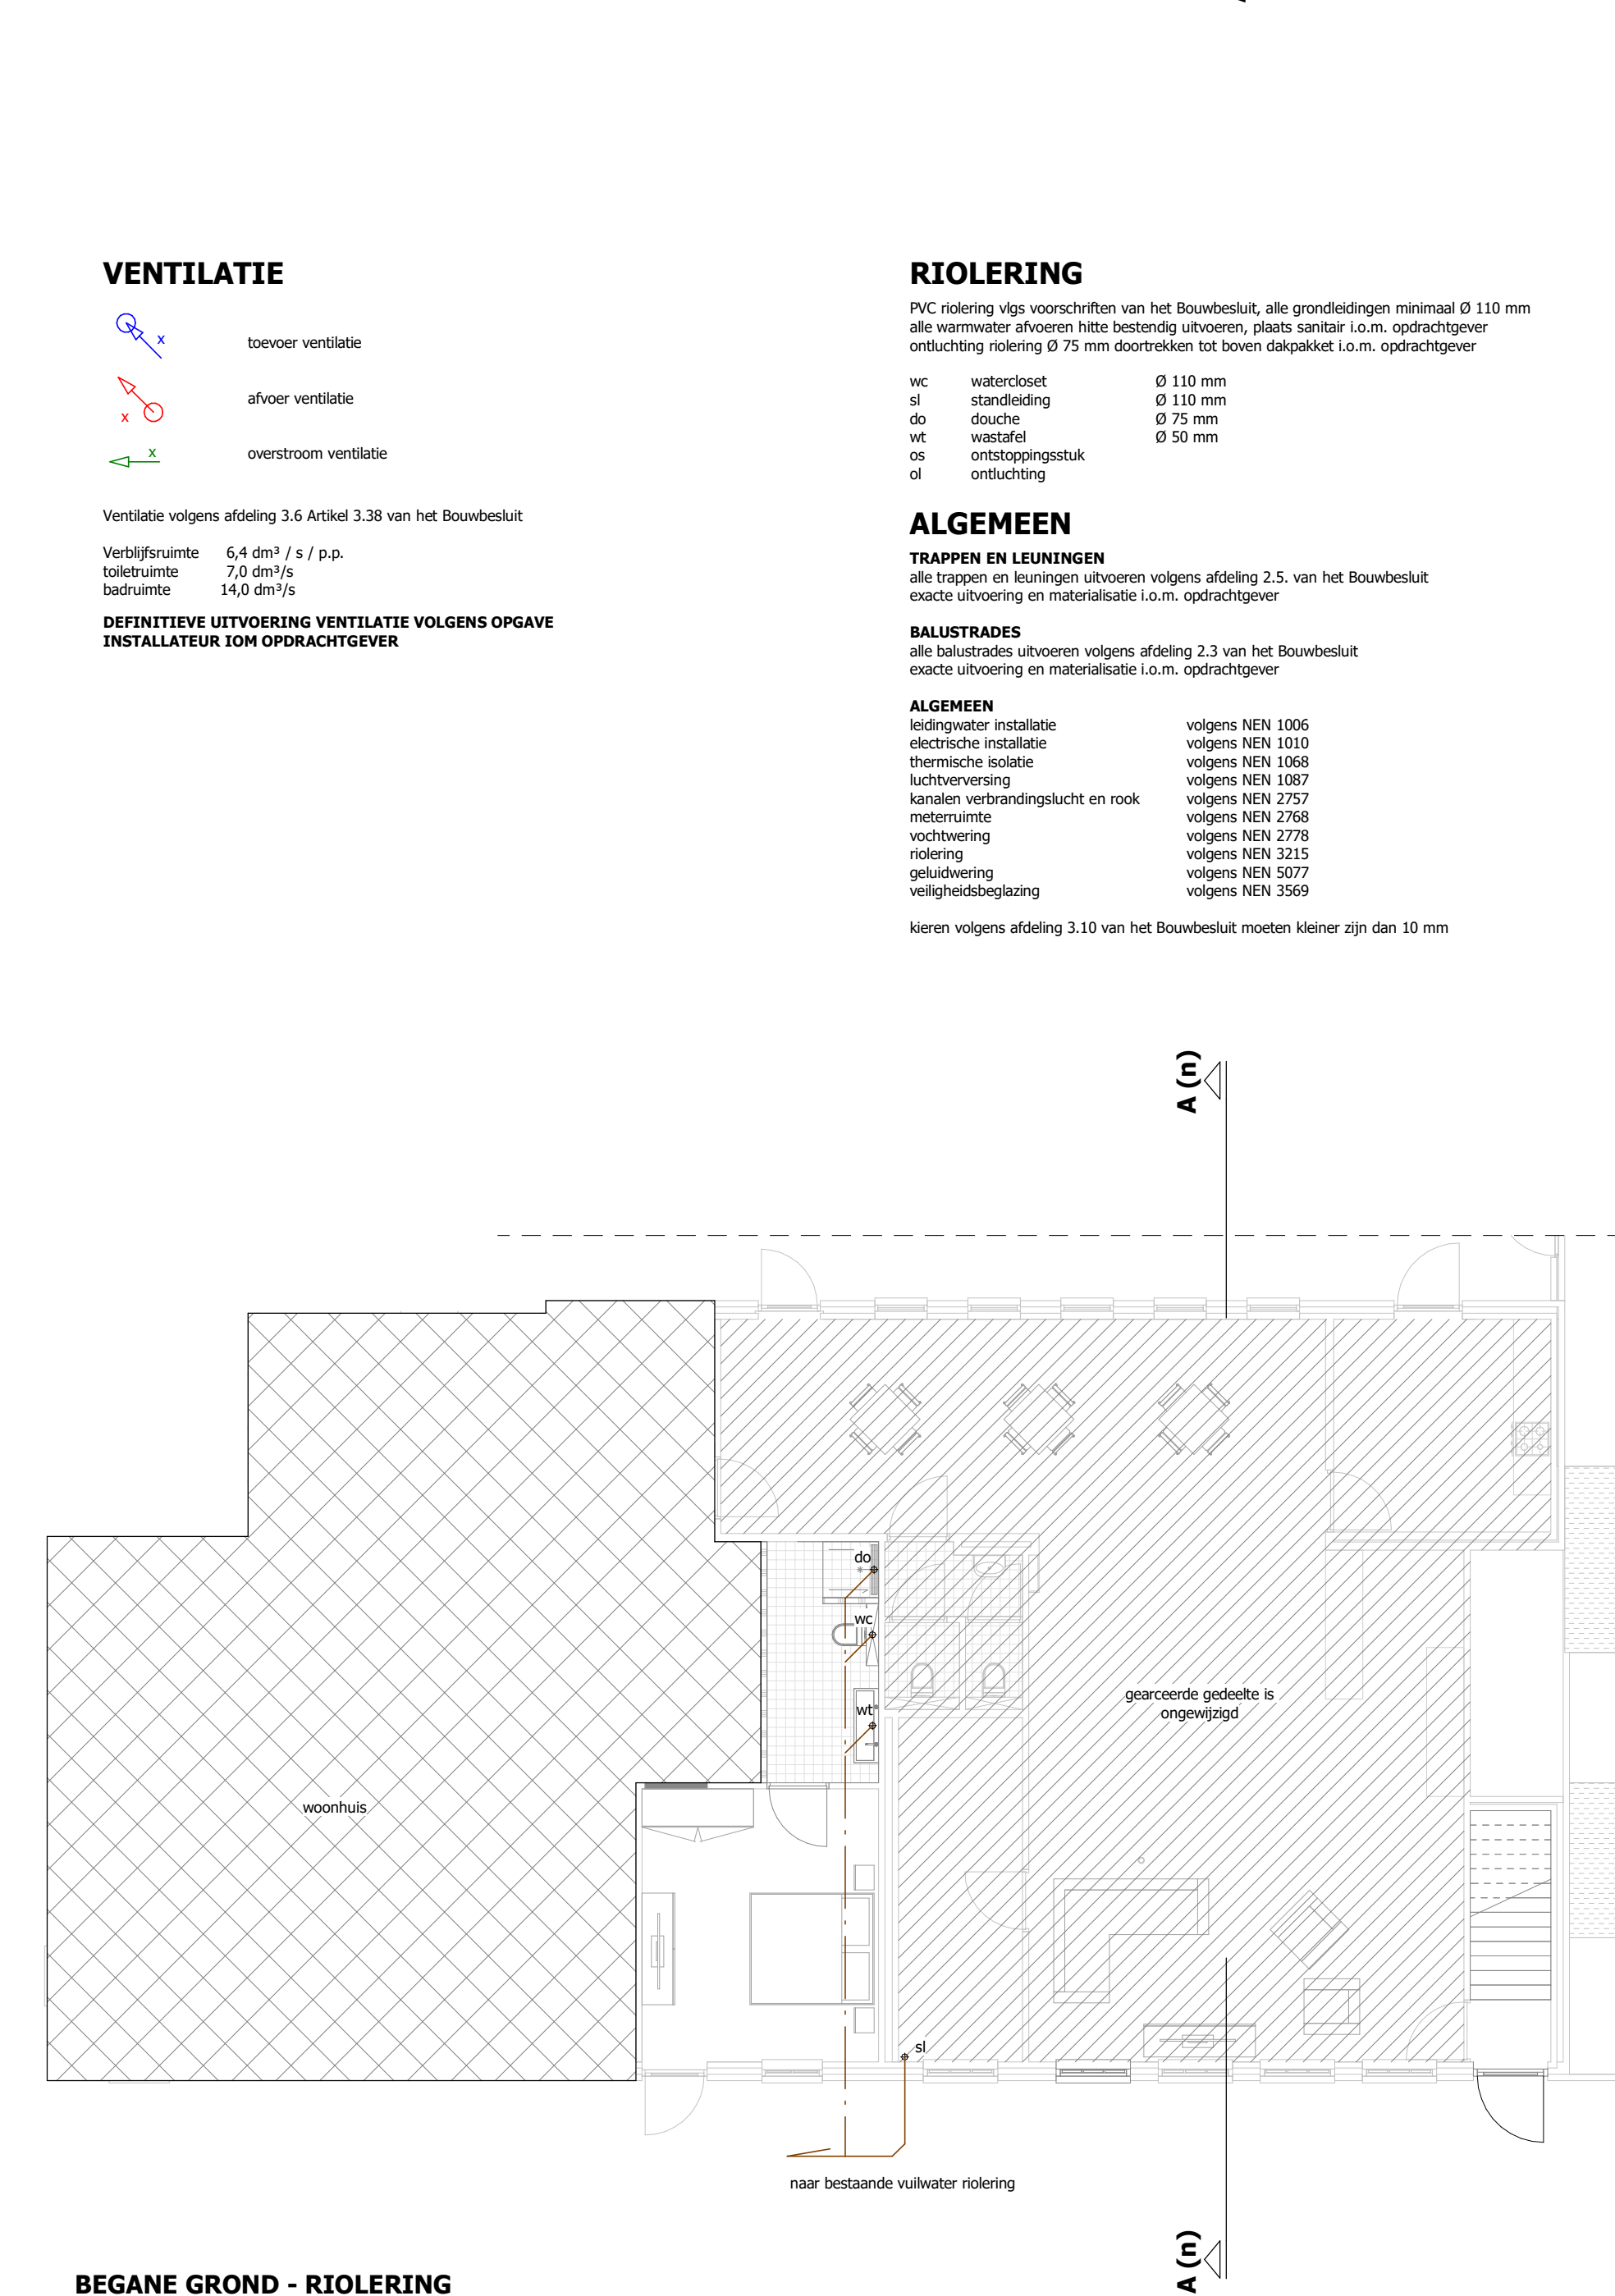 VENTILATIE
x toevoer ventilatie
x afvoer ventilatie
x overstroom ventilatie
Ventilatie volgens afdeling 3.6 Artikel 3.38 van het Bouwbesluit
Verblijfsruimte 6,4 dm³ / s / p.p.
toiletruimte 7,0 dm³/s
badruimte 14,0 dm³/s
DEFINITIEVE UITVOERING VENTILATIE VOLGENS OPGAVE
INSTALLATEUR IOM OPDRACHTGEVER
RIOLERING
PVC riolering vlgs voorschriften van het Bouwbesluit, alle grondleidingen minimaal Ø 110 mm
alle warmwater afvoeren hitte bestendig uitvoeren, plaats sanitair i.o.m. opdrachtgever
ontluchting riolering Ø 75 mm doortrekken tot boven dakpakket i.o.m. opdrachtgever
wc watercloset Ø 110 mm
sl standleiding Ø 110 mm
do douche Ø 75 mm
wt wastafel Ø 50 mm
os ontstoppingsstuk
ol ontluchting
ALGEMEEN
TRAPPEN EN LEUNINGEN
alle trappen en leuningen uitvoeren volgens afdeling 2.5. van het Bouwbesluit
exacte uitvoering en materialisatie i.o.m. opdrachtgever
BALUSTRADES
alle balustrades uitvoeren volgens afdeling 2.3 van het Bouwbesluit
exacte uitvoering en materialisatie i.o.m. opdrachtgever
ALGEMEEN
leidingwater installatie volgens NEN 1006
electrische installatie volgens NEN 1010
thermische isolatie volgens NEN 1068
luchtverversing volgens NEN 1087
kanalen verbrandingslucht en rook volgens NEN 2757
meterruimte volgens NEN 2768
vochtwering volgens NEN 2778
riolering volgens NEN 3215
geluidwering volgens NEN 5077
veiligheidsbeglazing volgens NEN 3569
kieren volgens afdeling 3.10 van het Bouwbesluit moeten kleiner zijn dan 10 mm
A (n)
do
wc
wt
gearceerde gedeelte is
ongewijzigd
woonhuis
sl
naar bestaande vuilwater riolering
A (n)
BEGANE GROND - RIOLERING